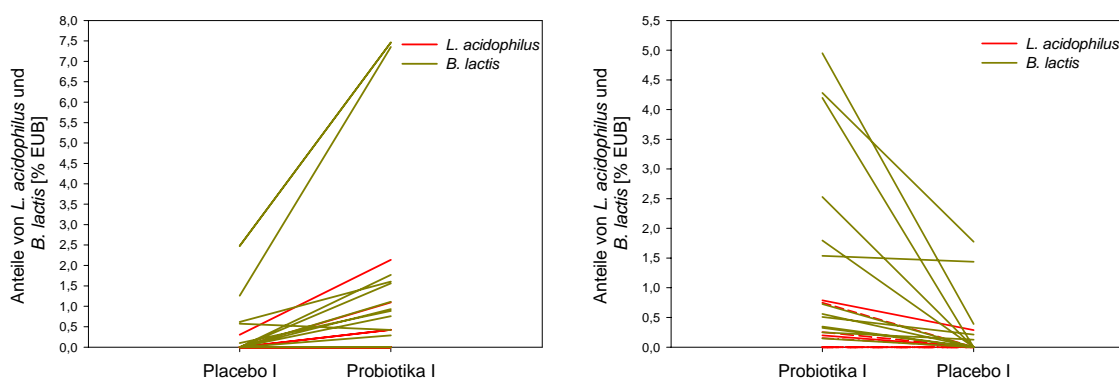 Anteile von L. acidophilus und
B. lactis [% EUB]
8,0
7,5
7,0
6,5
6,0
5,5
5,0
4,5
4,0
3,5
3,0
2,5
2,0
1,5
1,0
0,5
0,0
L. acidophilus
B. lactis
Placebo I Probiotika I
Anteile von L. acidophilus und
B. lactis [% EUB]
5,5
5,0
4,5
4,0
3,5
3,0
2,5
2,0
1,5
1,0
0,5
0,0
L. acidophilus
B. lactis
Probiotika I Placebo I